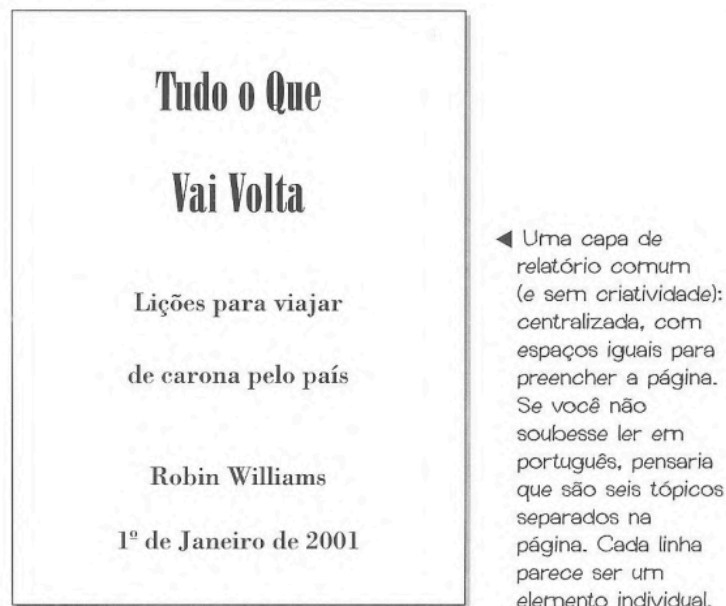 Tudo o Que
Vai Volta
Lições para viajar
de carona pelo país
Robin Williams
1º de Janeiro de 2001
◀ Uma capa de
relatório comum
(e sem criatividade):
centralizada, com
espaços iguais para
preencher a página.
Se você não
soubesse ler em
português, pensaria
que são seis tópicos
separados na
página. Cada linha
parece ser um
elemento individual.